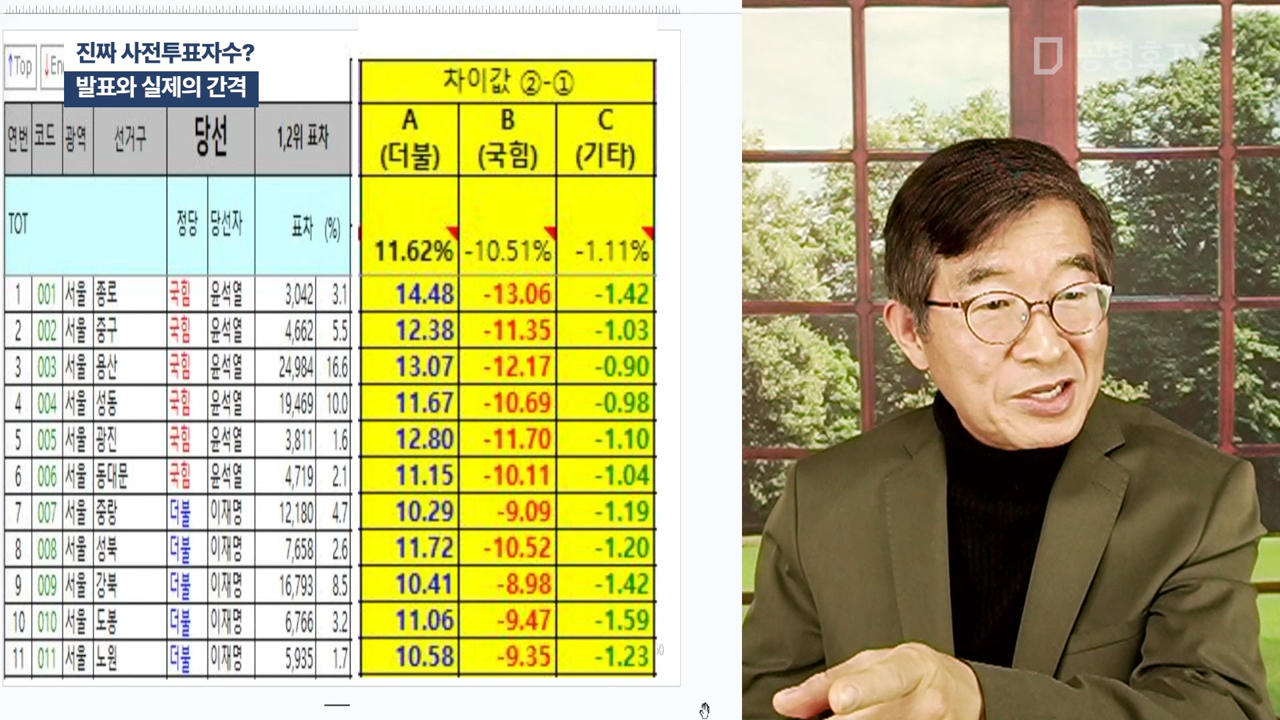 진짜 사전투표자수?
발표와 실제의 간격
공병호TV
↑Top ↓En
연번 코드 광역 선거구 당선 1,2위 표차
TOT 정당 당선자 표차 (%)
1 001 서울 종로 국힘 윤석열 3,042 3.1
2 002 서울 중구 국힘 윤석열 4,662 5.5
3 003 서울 용산 국힘 윤석열 24,984 16.6
4 004 서울 성동 국힘 윤석열 19,469 10.0
5 005 서울 광진 국힘 윤석열 3,811 1.6
6 006 서울 동대문 국힘 윤석열 4,719 2.1
7 007 서울 중랑 더불 이재명 12,180 4.7
8 008 서울 성북 더불 이재명 7,658 2.6
9 009 서울 강북 더불 이재명 16,793 8.5
10 010 서울 도봉 더불 이재명 6,766 3.2
11 011 서울 노원 더불 이재명 5,935 1.7
차이값 ②-①
A B C
(더불) (국힘) (기타)
11.62% -10.51% -1.11%
14.48 -13.06 -1.42
12.38 -11.35 -1.03
13.07 -12.17 -0.90
11.67 -10.69 -0.98
12.80 -11.70 -1.10
11.15 -10.11 -1.04
10.29 -9.09 -1.19
11.72 -10.52 -1.20
10.41 -8.98 -1.42
11.06 -9.47 -1.59
10.58 -9.35 -1.23